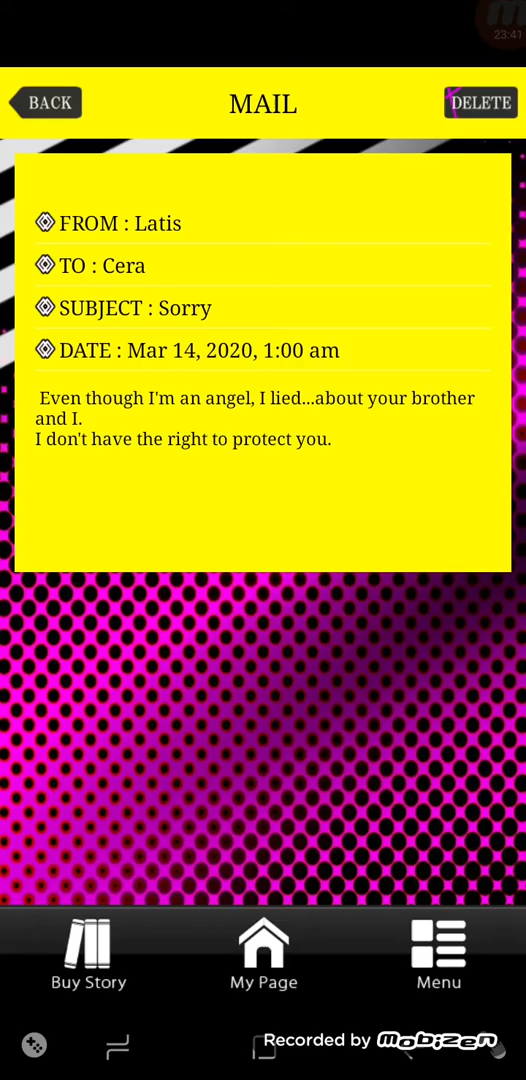 23:41
BACK
MAIL
DELETE
FROM : Latis
TO : Cera
SUBJECT : Sorry
DATE : Mar 14, 2020, 1:00 am
Even though I'm an angel, I lied...about your brother
and I.
I don't have the right to protect you.
Buy Story
My Page
Menu
Recorded by Mobizen